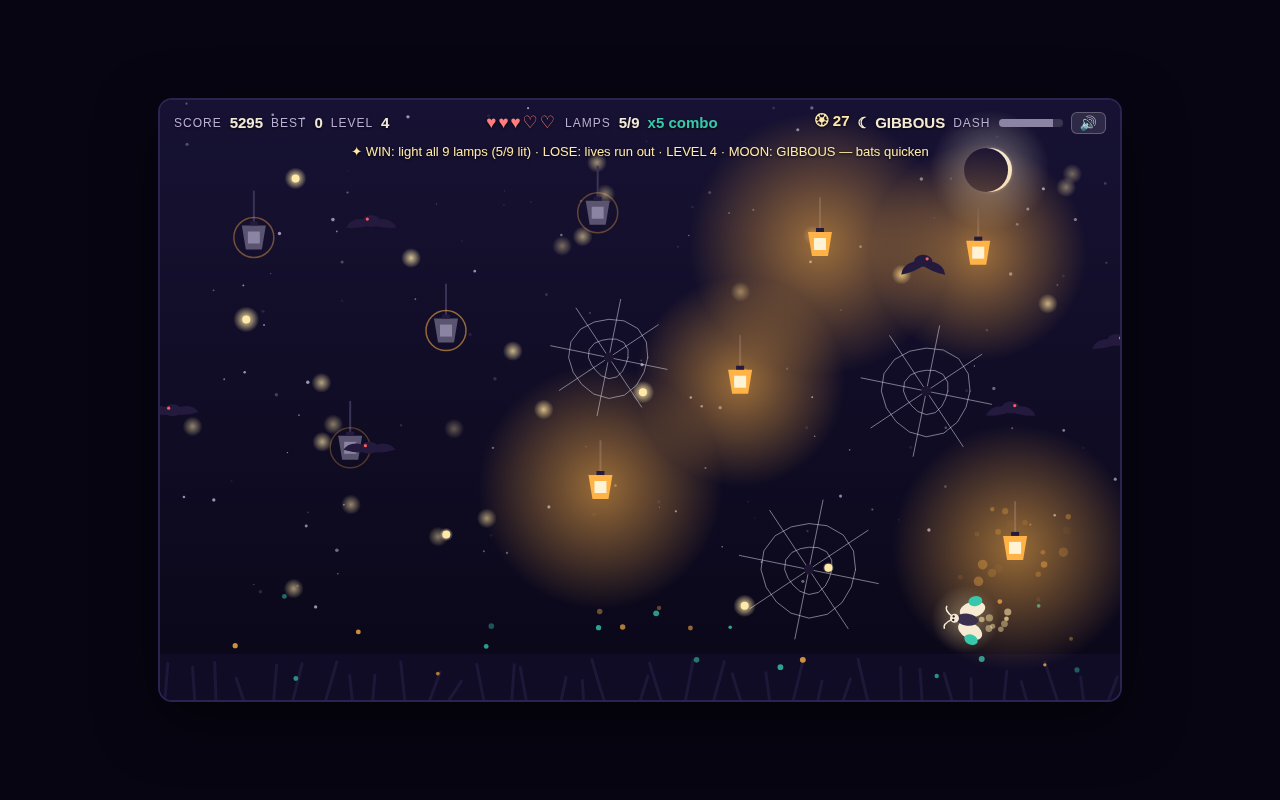 SCORE 5295 BEST 0 LEVEL 4 ♥♥♥♡♡ LAMPS 5/9 x5 combo 27 ☾ GIBBOUS DASH
✦ WIN: light all 9 lamps (5/9 lit) · LOSE: lives run out · LEVEL 4 · MOON: GIBBOUS — bats quicken